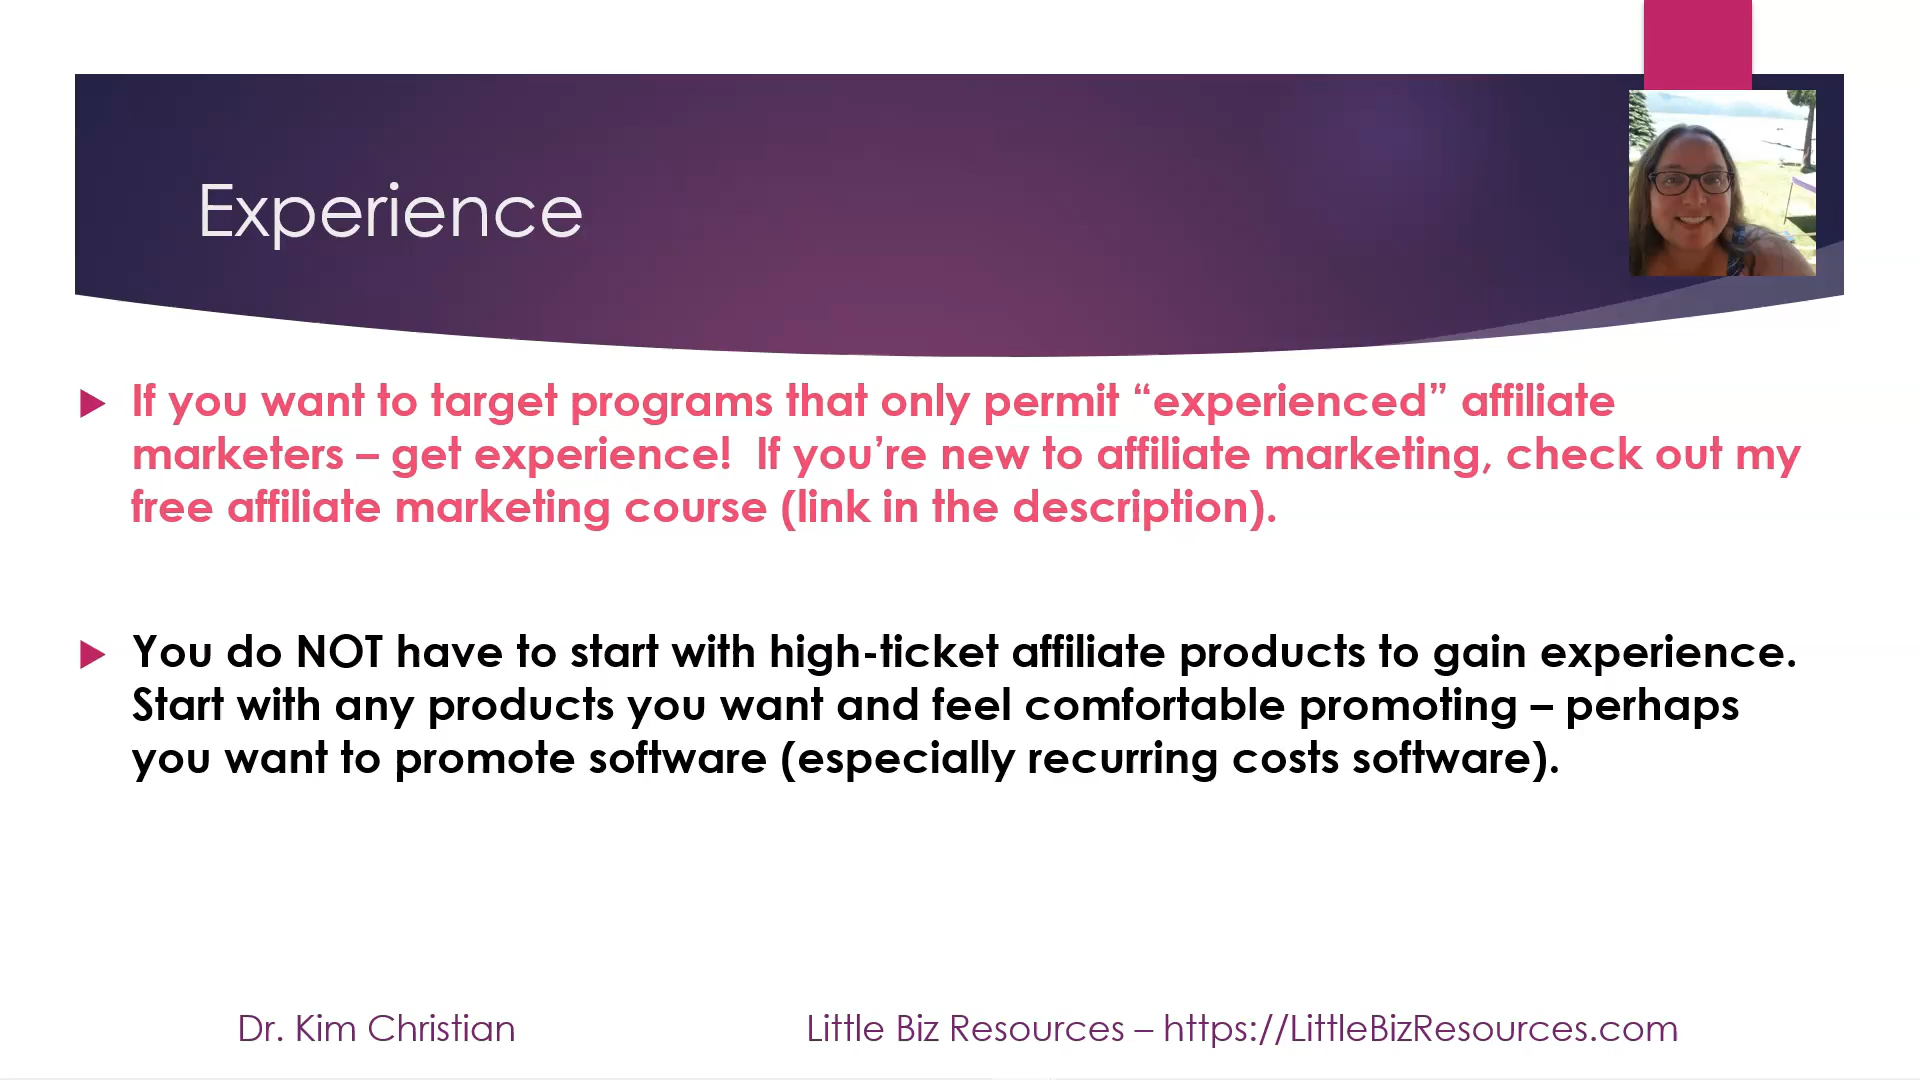 Experience
If you want to target programs that only permit “experienced” affiliate
marketers – get experience!  If you’re new to affiliate marketing, check out my
free affiliate marketing course (link in the description).
You do NOT have to start with high-ticket affiliate products to gain experience.
Start with any products you want and feel comfortable promoting – perhaps
you want to promote software (especially recurring costs software).
Dr. Kim Christian
Little Biz Resources – https://LittleBizResources.com